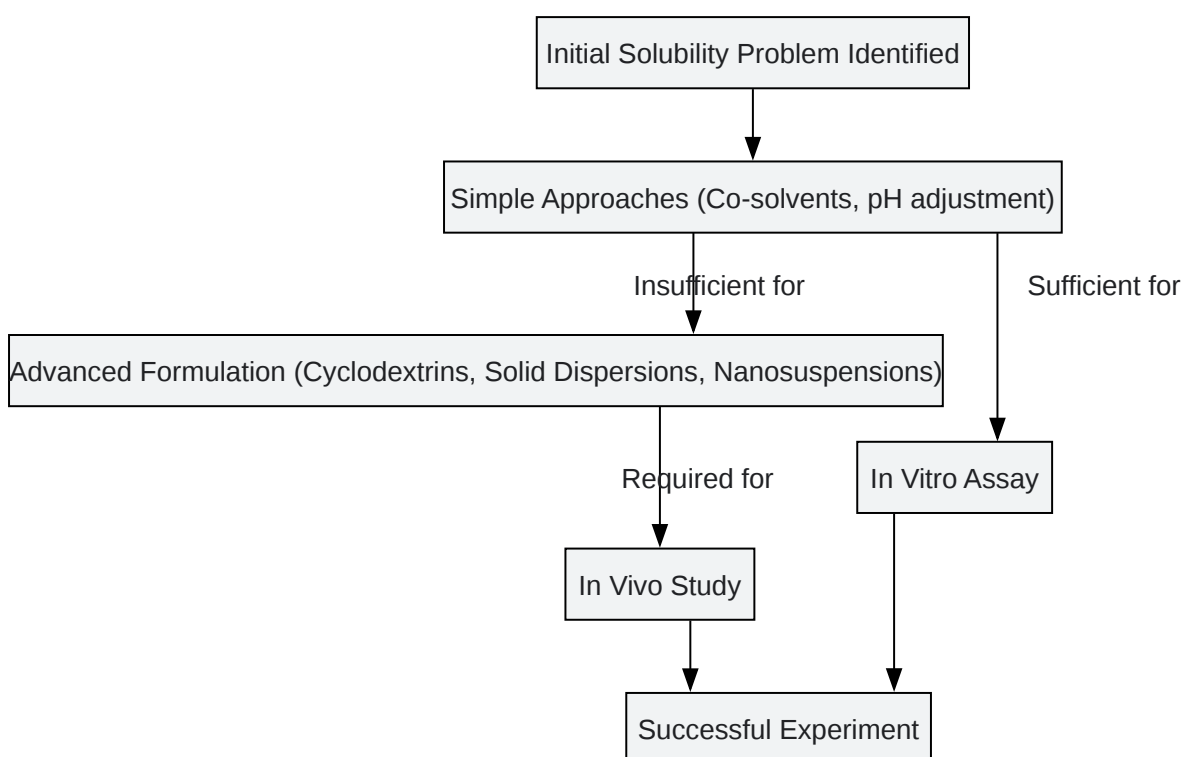 Initial Solubility Problem Identified
Simple Approaches (Co-solvents, pH adjustment)
Insufficient for
Sufficient for
Advanced Formulation (Cyclodextrins, Solid Dispersions, Nanosuspensions)
Required for
In Vitro Assay
In Vivo Study
Successful Experiment